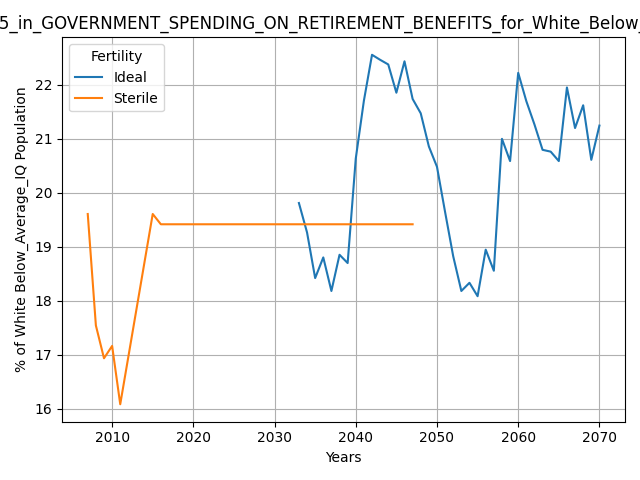 5_in_GOVERNMENT_SPENDING_ON_RETIREMENT_BENEFITS_for_White_Below_
Fertility
Ideal
Sterile
% of White Below_Average_IQ Population
22
21
20
19
18
17
16
2010 2020 2030 2040 2050 2060 2070
Years